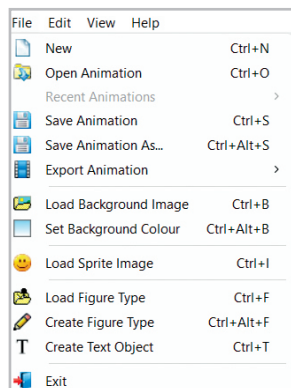 File Edit View Help
New Ctrl+N
Open Animation Ctrl+O
Recent Animations >
Save Animation Ctrl+S
Save Animation As... Ctrl+Alt+S
Export Animation >
Load Background Image Ctrl+B
Set Background Colour Ctrl+Alt+B
Load Sprite Image Ctrl+I
Load Figure Type Ctrl+F
Create Figure Type Ctrl+Alt+F
T Create Text Object Ctrl+T
Exit